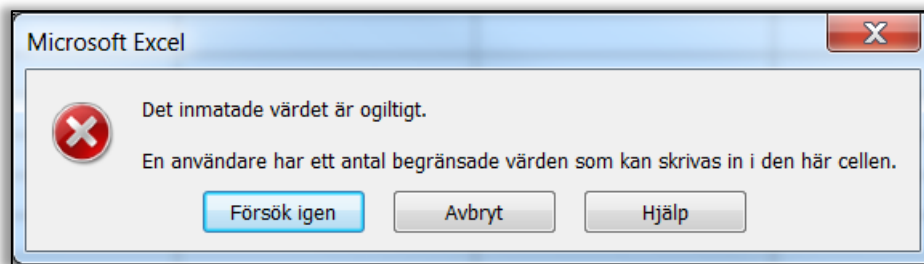 Microsoft Excel
Det inmatade värdet är ogiltigt.
En användare har ett antal begränsade värden som kan skrivas in i den här cellen.
Försök igen Avbryt Hjälp